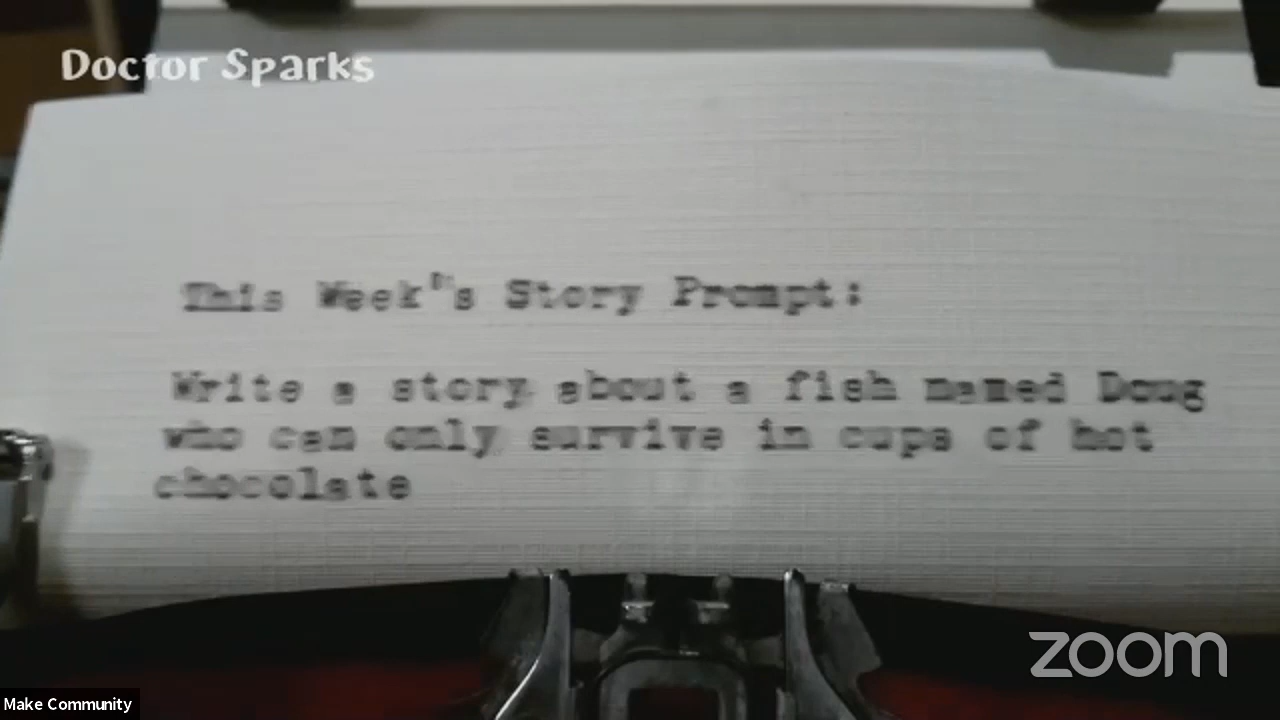 Doctor Sparks
This Week"s Story Prompt:
Write a story about a fish named Doug
who can only survive in cups of hot
chocolate
zoom
Make Community